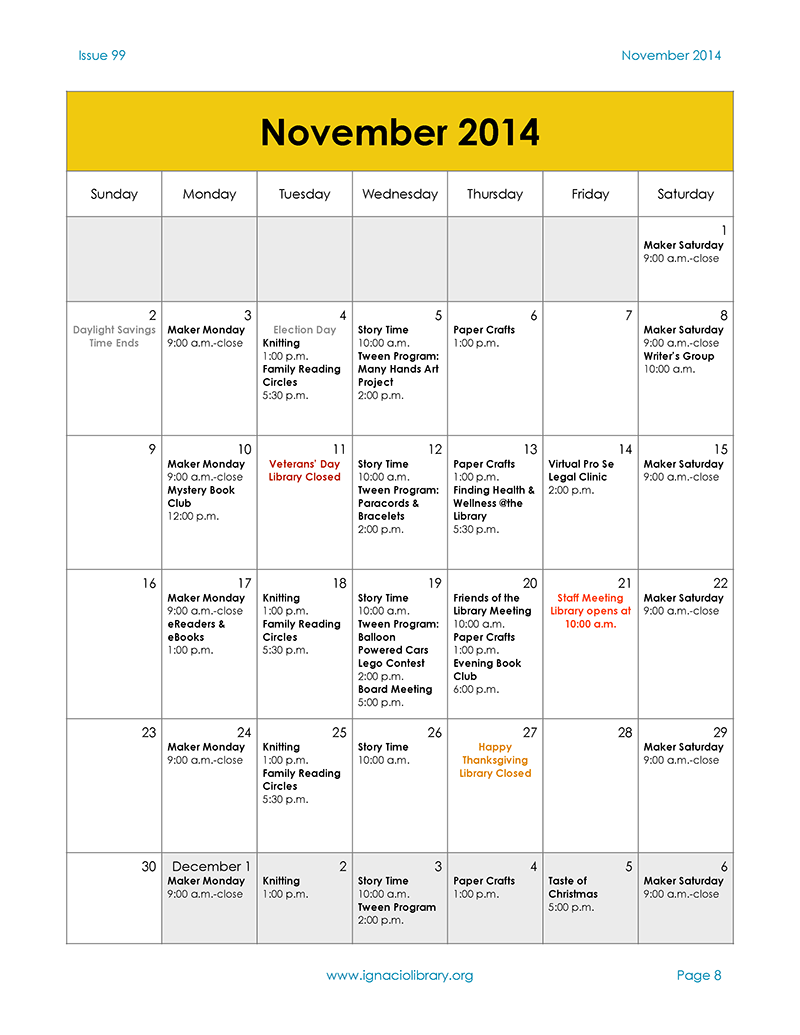 Issue 99
November 2014
November 2014
Sunday
Monday
Tuesday
Wednesday
Thursday
Friday
Saturday
1
Maker Saturday
9:00 a.m.-close
2
Daylight Savings
Time Ends
3
Maker Monday
9:00 a.m.-close
4
Election Day
Knitting
1:00 p.m.
Family Reading
Circles
5:30 p.m.
5
Story Time
10:00 a.m.
Tween Program:
Many Hands Art
Project
2:00 p.m.
6
Paper Crafts
1:00 p.m.
7
8
Maker Saturday
9:00 a.m.-close
Writer's Group
10:00 a.m.
9
10
Maker Monday
9:00 a.m.-close
Mystery Book
Club
12:00 p.m.
11
Veterans' Day
Library Closed
12
Story Time
10:00 a.m.
Tween Program:
Paracords &
Bracelets
2:00 p.m.
13
Paper Crafts
1:00 p.m.
Finding Health &
Wellness @the
Library
5:30 p.m.
14
Virtual Pro Se
Legal Clinic
2:00 p.m.
15
Maker Saturday
9:00 a.m.-close
16
17
Maker Monday
9:00 a.m.-close
eReaders &
eBooks
1:00 p.m.
18
Knitting
1:00 p.m.
Family Reading
Circles
5:30 p.m.
19
Story Time
10:00 a.m.
Tween Program:
Balloon
Powered Cars
Lego Contest
2:00 p.m.
Board Meeting
5:00 p.m.
20
Friends of the
Library Meeting
10:00 a.m.
Paper Crafts
1:00 p.m.
Evening Book
Club
6:00 p.m.
21
Staff Meeting
Library opens at
10:00 a.m.
22
Maker Saturday
9:00 a.m.-close
23
24
Maker Monday
9:00 a.m.-close
25
Knitting
1:00 p.m.
Family Reading
Circles
5:30 p.m.
26
Story Time
10:00 a.m.
27
Happy
Thanksgiving
Library Closed
28
29
Maker Saturday
9:00 a.m.-close
30
December 1
Maker Monday
9:00 a.m.-close
2
Knitting
1:00 p.m.
3
Story Time
10:00 a.m.
Tween Program
2:00 p.m.
4
Paper Crafts
1:00 p.m.
5
Taste of
Christmas
5:00 p.m.
6
Maker Saturday
9:00 a.m.-close
www.ignaciolibrary.org
Page 8